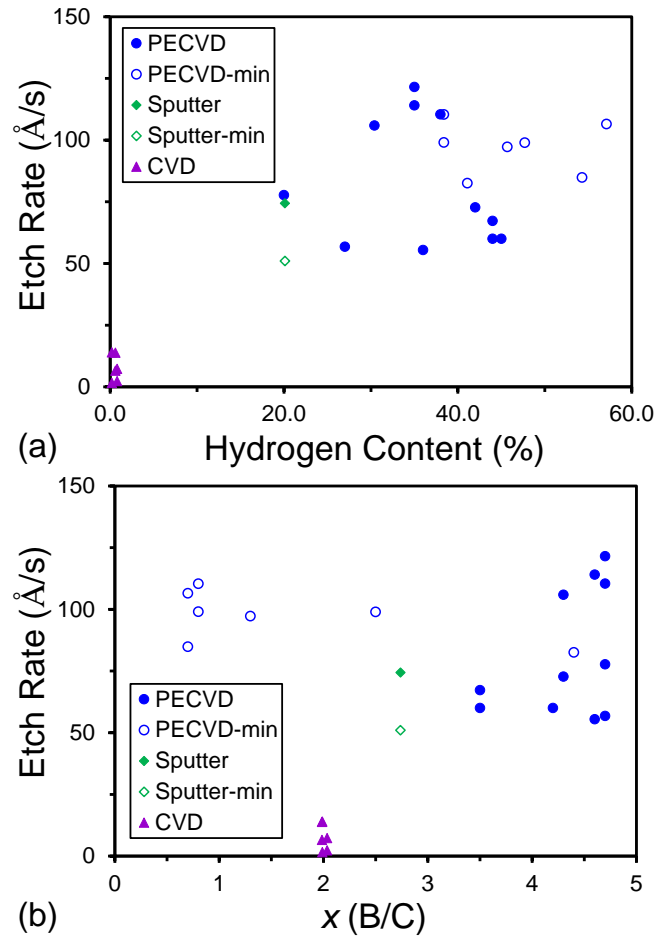 150
100
50
0
Etch Rate (Å/s)
PECVD
PECVD-min
Sputter
Sputter-min
CVD
0.0 20.0 40.0 60.0
(a) Hydrogen Content (%)
150
100
50
0
Etch Rate (Å/s)
PECVD
PECVD-min
Sputter
Sputter-min
CVD
0 1 2 3 4 5
(b) x (B/C)